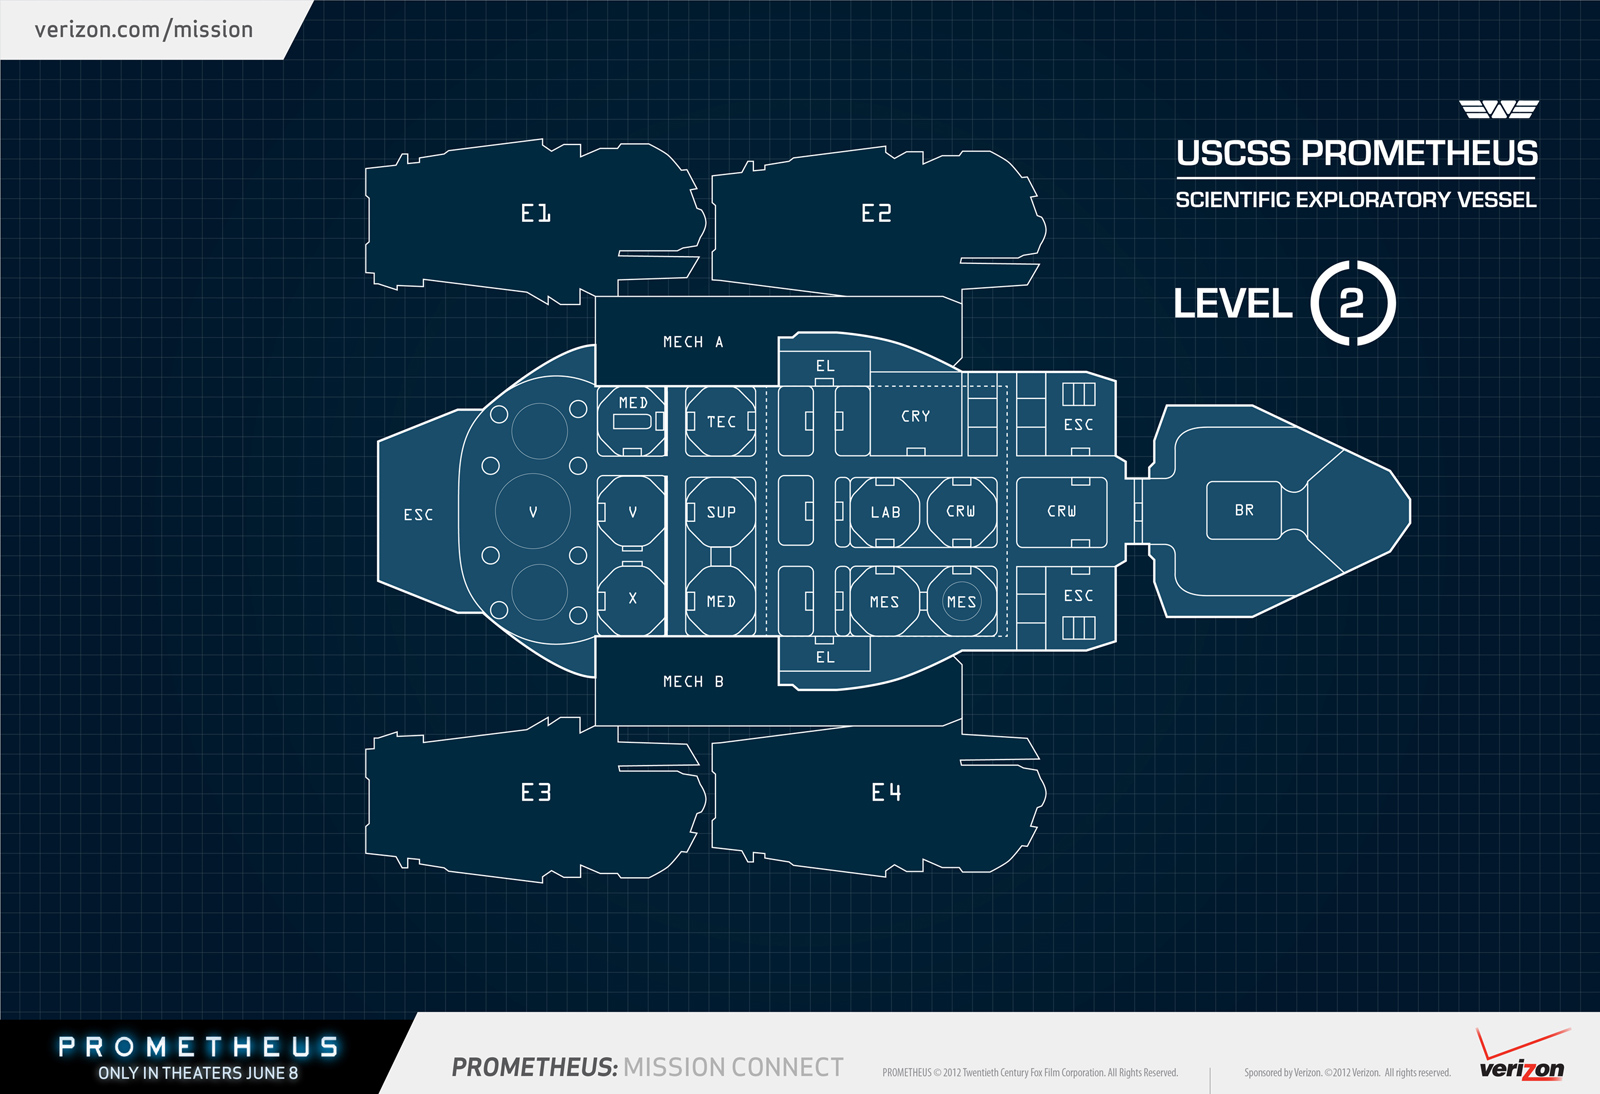 verizon.com/mission
USCSS PROMETHEUS
SCIENTIFIC EXPLORATORY VESSEL
LEVEL 2
E1
E2
MECH A
EL
MED
TEC
CRY
ESC
ESC
V
V
SUP
LAB
CRW
CRW
BR
X
MED
MES
MES
ESC
EL
MECH B
E3
E4
PROMETHEUS
ONLY IN THEATERS JUNE 8
PROMETHEUS: MISSION CONNECT
PROMETHEUS © 2012 Twentieth Century Fox Film Corporation. All Rights Reserved.
Sponsored by Verizon. ©2012 Verizon. All rights reserved.
verizon